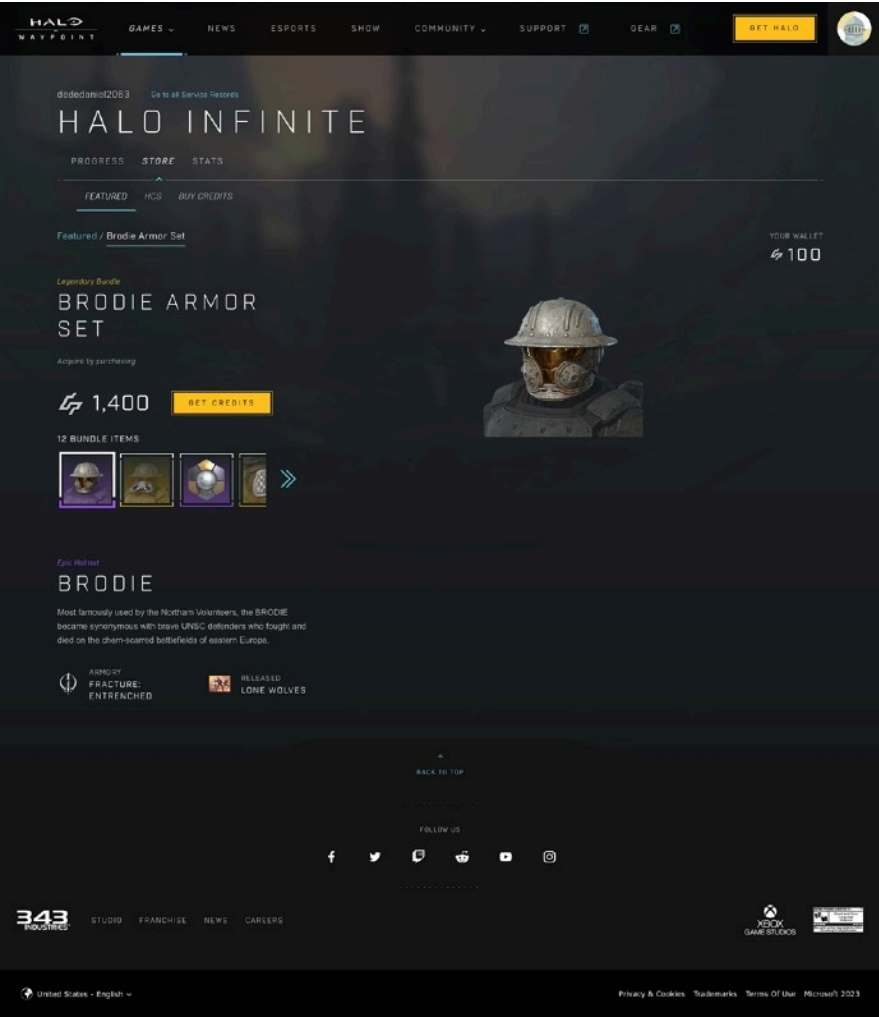 HALO
WAYPOINT
GAMES
NEWS
ESPORTS
SHOW
COMMUNITY
SUPPORT
GEAR
GET HALO
dededaniel2063 Go to all Service Records
HALO INFINITE
PROGRESS STORE STATS
FEATURED HCS BUY CREDITS
Featured / Brodie Armor Set
YOUR WALLET
100
Legendary Bundle
BRODIE ARMOR
SET
Acquire by purchasing
1,400 GET CREDITS
12 BUNDLE ITEMS
Epic Helmet
BRODIE
Most famously used by the Northam Volunteers, the BRODIE
became synonymous with brave UNSC defenders who fought and
died on the chem-scarred battlefields of eastern Europe.
ARMORY
FRACTURE:
ENTRENCHED
RELEASED
LONE WOLVES
BACK TO TOP
FOLLOW US
343
INDUSTRIES
STUDIO FRANCHISE NEWS CAREERS
XBOX
GAME STUDIOS
United States - English
Privacy & Cookies Trademarks Terms Of Use Microsoft 2023